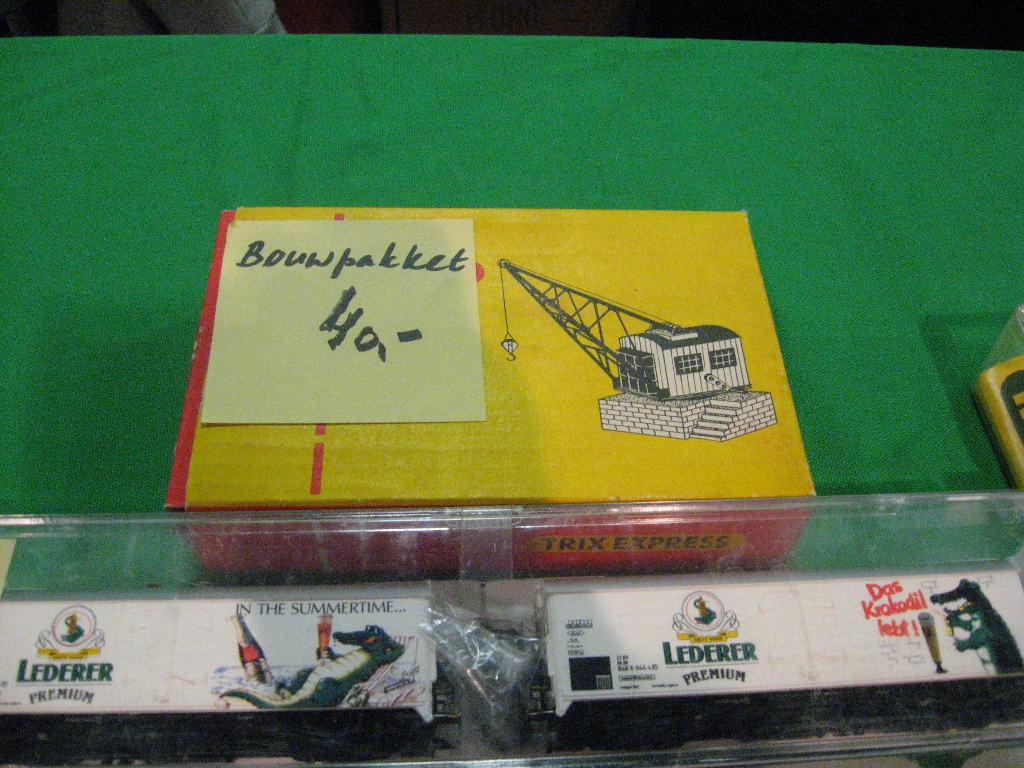 Bouwpakket
40,-
TRIX EXPRESS
IN THE SUMMERTIME...
LEDERER
PREMIUM
LEDERER
PREMIUM
Das
Krokodil
lebt!